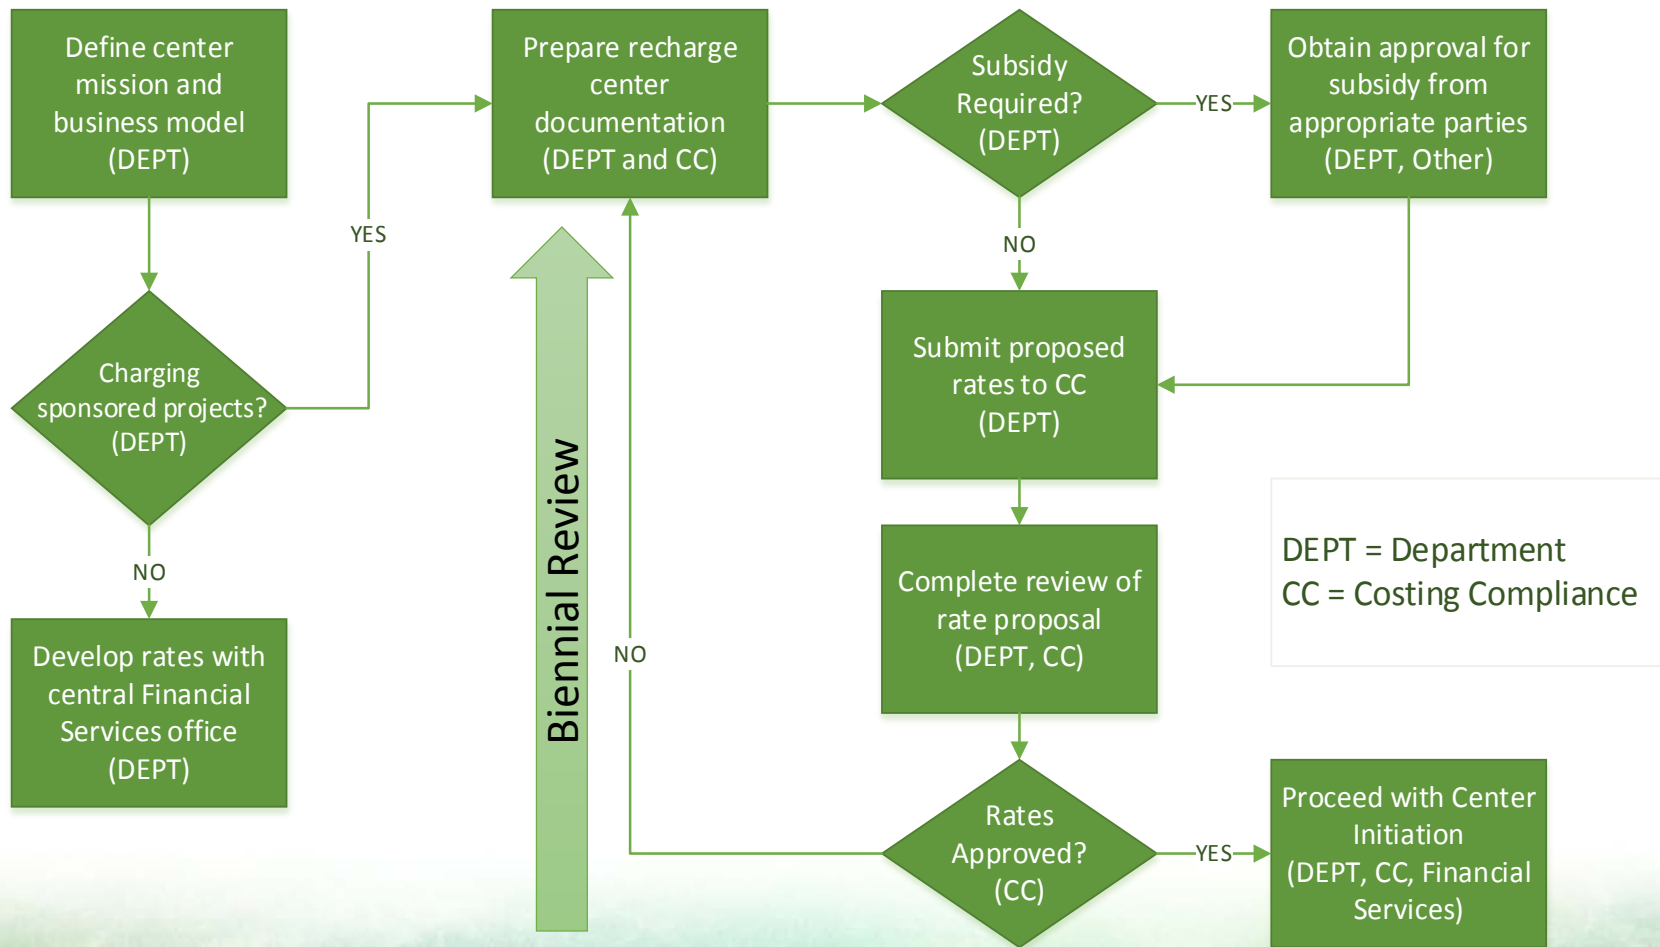 Define center
mission and
business model
(DEPT)
Charging
sponsored projects?
(DEPT)
YES
NO
Develop rates with
central Financial
Services office
(DEPT)
Prepare recharge
center
documentation
(DEPT and CC)
Biennial Review
NO
Subsidy
Required?
(DEPT)
YES
NO
Obtain approval for
subsidy from
appropriate parties
(DEPT, Other)
Submit proposed
rates to CC
(DEPT)
Complete review of
rate proposal
(DEPT, CC)
Rates
Approved?
(CC)
YES
Proceed with Center
Initiation
(DEPT, CC, Financial
Services)
DEPT = Department
CC = Costing Compliance